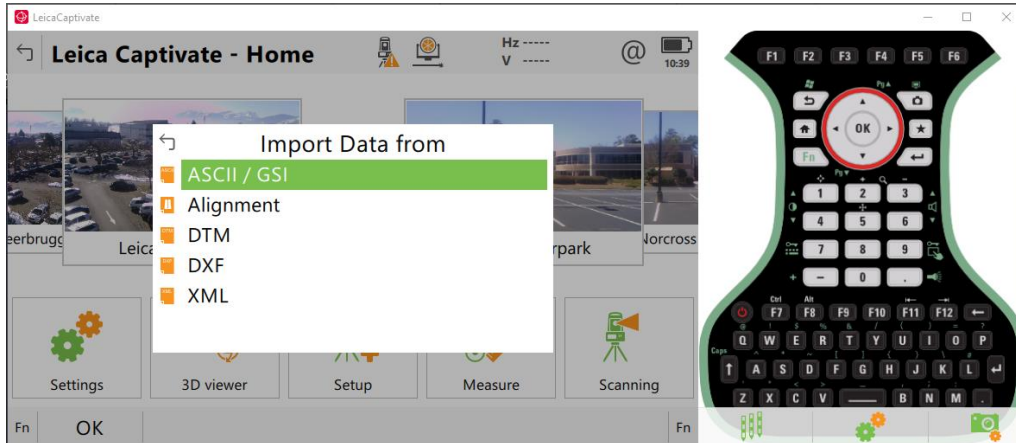 LeicaCaptivate
Leica Captivate - Home
Hz -----
V -----
@
10:39
Import Data from
ASCII / GSI
Alignment
DTM
DXF
XML
eerbrugg
Leica
rpark
Norcross
Settings
3D viewer
Setup
Measure
Scanning
Fn
OK
Fn
F1 F2 F3 F4 F5 F6
Pg
OK
Fn
Pg
1 2 3
4 5 6
7 8 9
- 0 .
Ctrl Alt
F7 F8 F9 F10 F11 F12
@ ! $ % & / ( ) = ?
Q W E R T Y U I O P
Caps
A S D F G H J K L
Z X C V B N M .